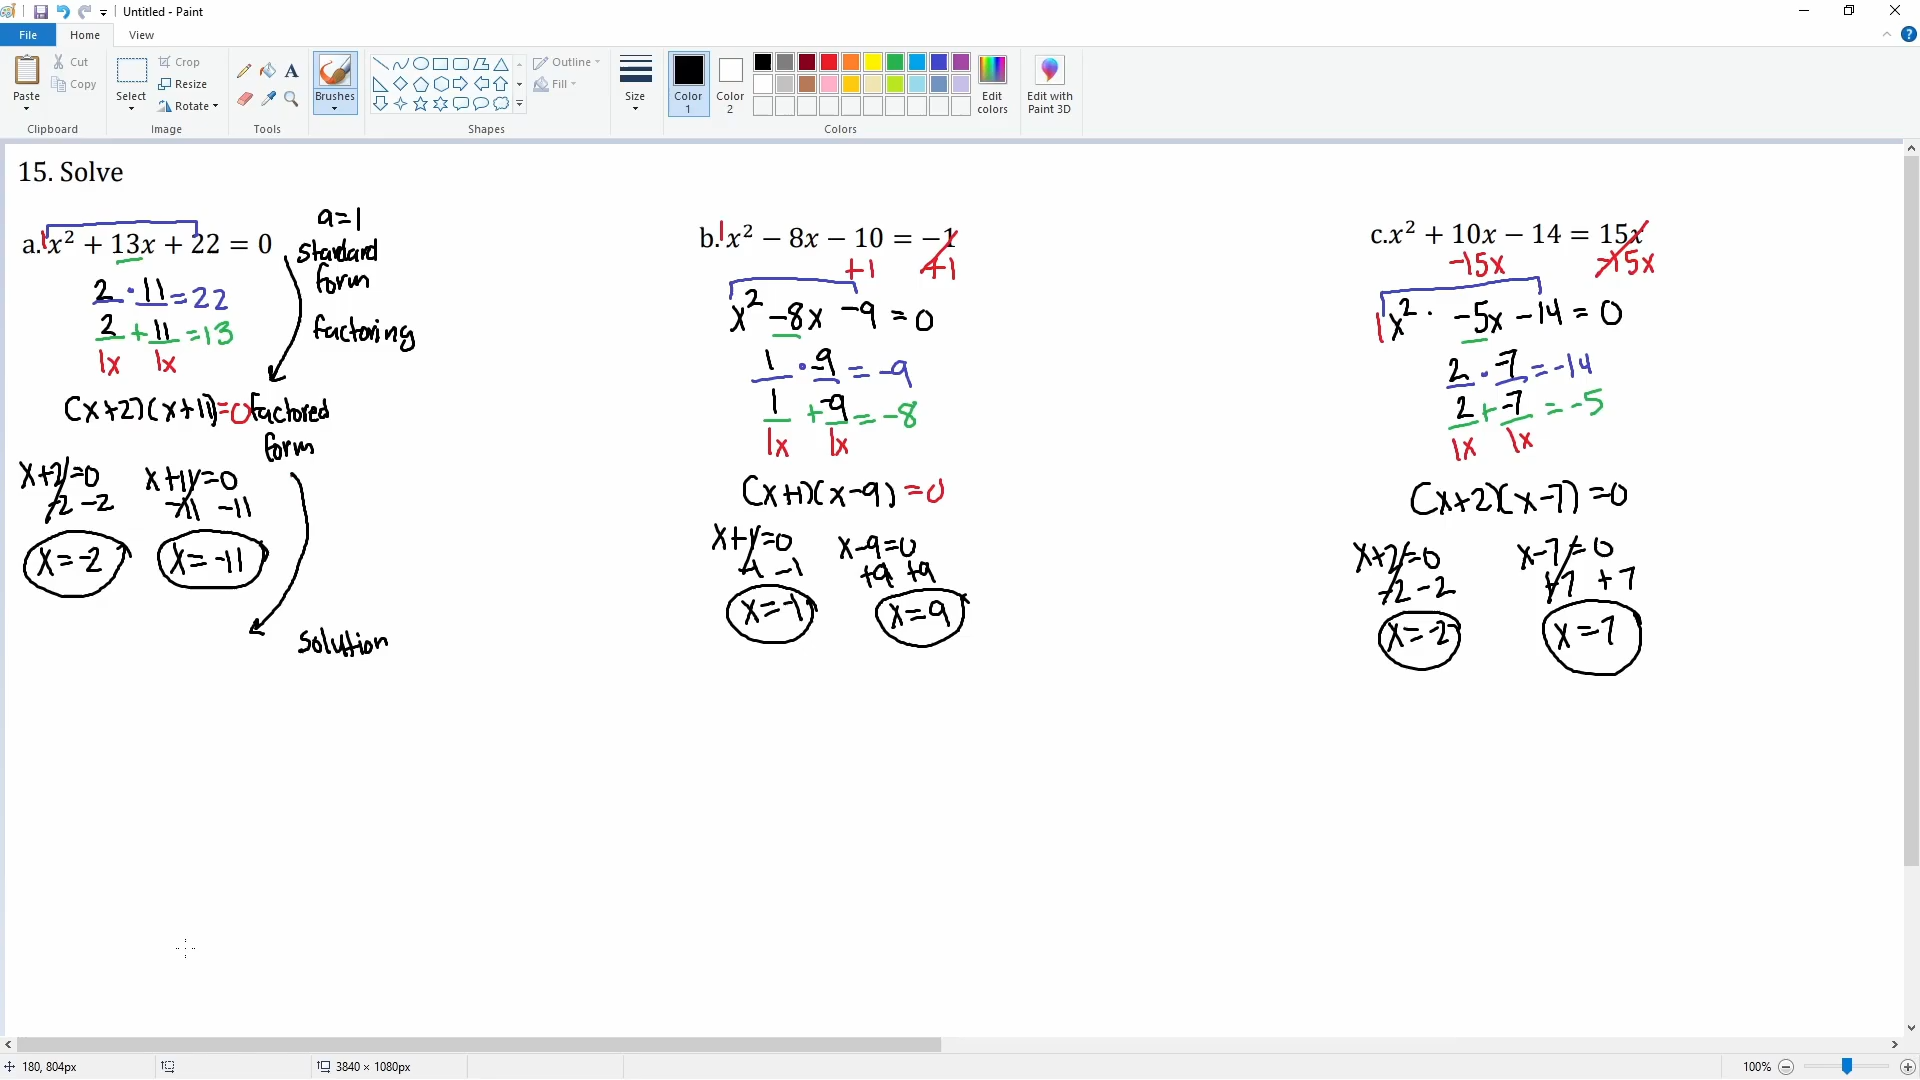 Untitled - Paint
File Home View
Paste
Cut
Copy
Clipboard
Select
Crop
Resize
Rotate
Image
Tools
Brushes
Outline
Fill
Shapes
Size
Color 1
Color 2
Edit colors
Colors
Edit with Paint 3D
15. Solve
a. 1x² + 13x + 22 = 0
2 · 11 = 22
2 + 11 = 13
1x 1x
(x+2)(x+11)=0
x+2=0 x+11=0
-2 -2 -11 -11
x=-2 x=-11
a=1
standard
form
factoring
factored
form
solution
b. 1x² − 8x − 10 = −1
+1 +1
x² -8x -9 = 0
1 · -9 = -9
1 + -9 = -8
1x 1x
(x+1)(x-9)=0
x+1=0 x-9=0
-1 -1 +9 +9
x=-1 x=9
c. x² + 10x − 14 = 15x
-15x -15x
1x² -5x -14 = 0
2 · -7 = -14
2 + -7 = -5
1x 1x
(x+2)(x-7)=0
x+2=0 x-7=0
-2 -2 +7 +7
x=-2 x=7
180, 804px
3840 × 1080px
100%